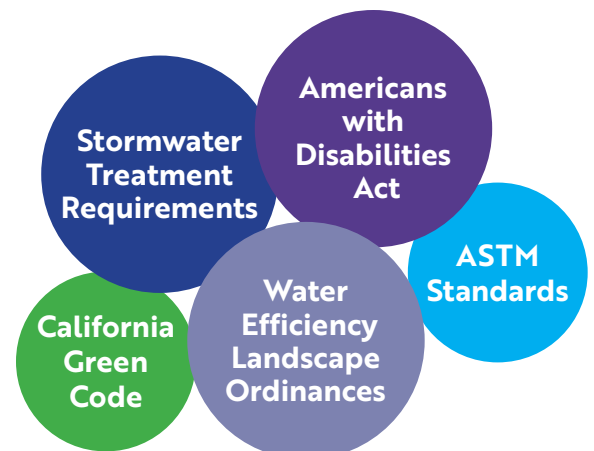 Americans
with
Disabilities
Act
Stormwater
Treatment
Requirements
ASTM
Standards
Water
Efficiency
Landscape
Ordinances
California
Green
Code